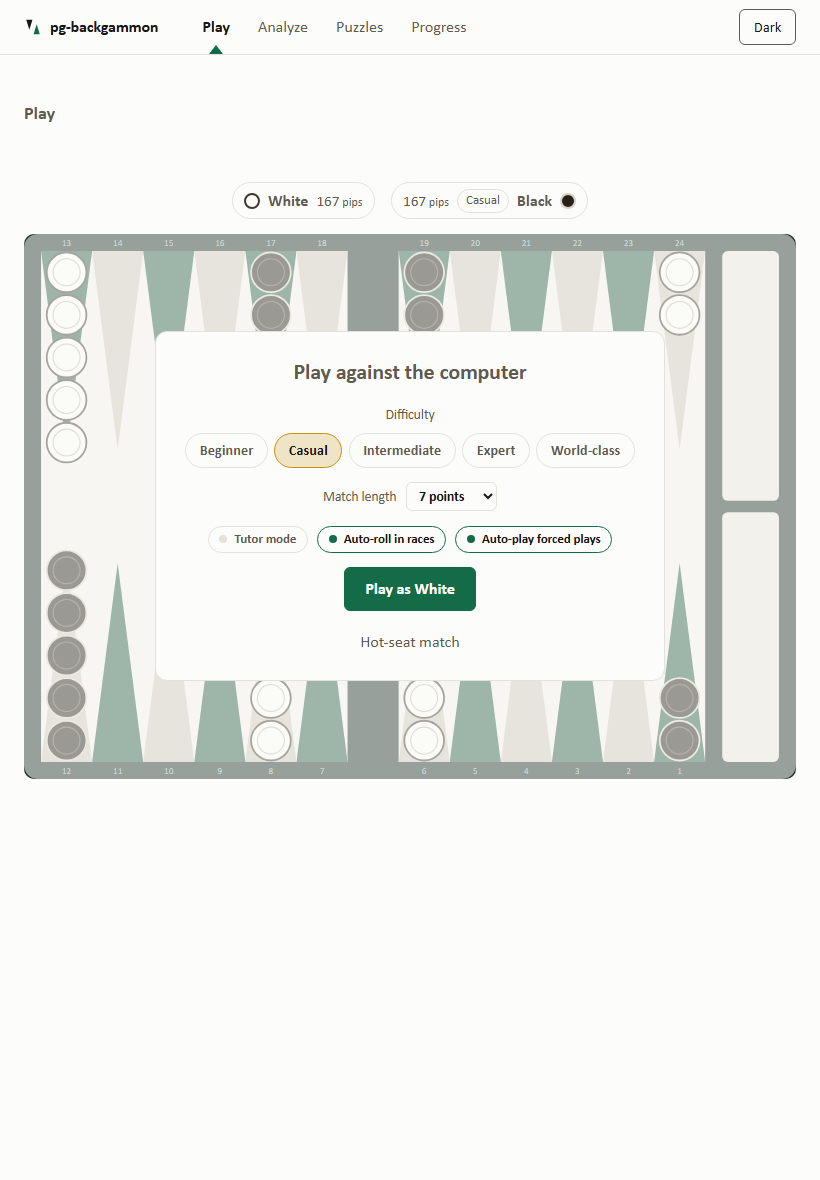 pg-backgammon Play Analyze Puzzles Progress Dark
Play
White 167 pips 167 pips Casual Black
13 14 15 16 17 18 19 20 21 22 23 24
Play against the computer
Difficulty
Beginner Casual Intermediate Expert World-class
Match length 7 points
Tutor mode Auto-roll in races Auto-play forced plays
Play as White
Hot-seat match
12 11 10 9 8 7 6 5 4 3 2 1